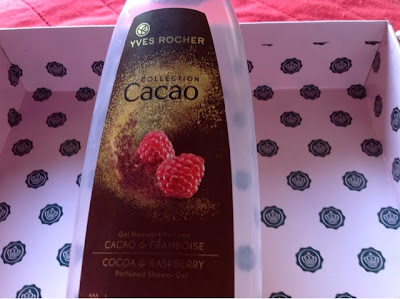 YVES ROCHER
COLLECTION
Cacao
Gel Moussant Parfumé
CACAO & FRAMBOISE
COCOA & RASPBERRY
Perfumed Shower Gel